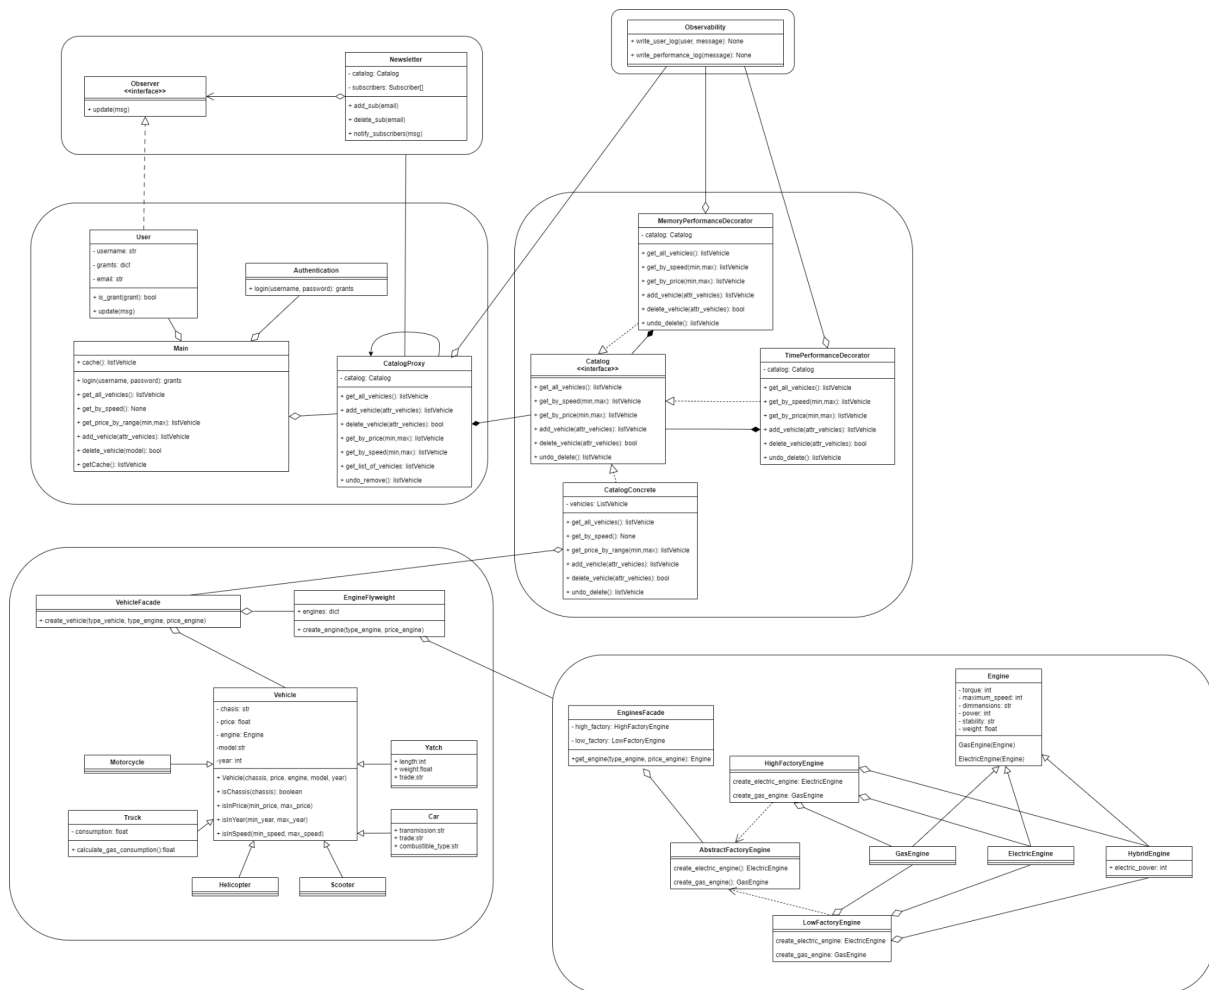 Observability
+ write_user_log(user, message): None
+ write_performance_log(message): None
Newsletter
- catalog: Catalog
- subscribers: Subscriber[]
+ add_sub(email)
+ delete_sub(email)
+ notify_subscribers(msg)
Observer
<<interface>>
+ update(msg)
User
- username: str
- gramts: dict
- email: str
+ is_grant(grant): bool
+ update(msg)
Authentication
+ login(username, password): grants
Main
+ cache(): listVehicle
+ login(username, password): grants
+ get_all_vehicles(): listVehicle
+ get_by_speed(): None
+ get_price_by_range(min,max): listVehicle
+ add_vehicle(attr_vehicles): listVehicle
+ delete_vehicle(model): bool
+ getCache(): listVehicle
CatalogProxy
- catalog: Catalog
+ get_all_vehicles(): listVehicle
+ add_vehicle(attr_vehicles): listVehicle
+ delete_vehicle(attr_vehicles): bool
+ get_by_price(min,max): listVehicle
+ get_by_speed(min,max): listVehicle
+ get_list_of_vehicles: listVehicle
+ undo_remove(): listVehicle
MemoryPerformanceDecorator
- catalog: Catalog
+ get_all_vehicles(): listVehicle
+ get_by_speed(min,max): listVehicle
+ get_by_price(min,max): listVehicle
+ add_vehicle(attr_vehicles): listVehicle
+ delete_vehicle(attr_vehicles): bool
+ undo_delete(): listVehicle
Catalog
<<interface>>
+ get_all_vehicles(): listVehicle
+ get_by_speed(min,max): listVehicle
+ get_by_price(min,max): listVehicle
+ add_vehicle(attr_vehicles): listVehicle
+ delete_vehicle(attr_vehicles): bool
+ undo_delete(): listVehicle
TimePerformanceDecorator
- catalog: Catalog
+ get_all_vehicles(): listVehicle
+ get_by_speed(min,max): listVehicle
+ get_by_price(min,max): listVehicle
+ add_vehicle(attr_vehicles): listVehicle
+ delete_vehicle(attr_vehicles): bool
+ undo_delete(): listVehicle
CatalogConcrete
- vehicles: ListVehicle
+ get_all_vehicles(): listVehicle
+ get_by_speed(): None
+ get_price_by_range(min,max): listVehicle
+ add_vehicle(attr_vehicles): listVehicle
+ delete_vehicle(attr_vehicles): bool
+ undo_delete(): listVehicle
VehicleFacade
+ create_vehicle(type_vehicle, type_engine, price_engine)
EngineFlyweight
+ engines: dict
+ create_engine(type_engine, price_engine)
Vehicle
- chasis: str
- price: float
- engine: Engine
-model:str
-year: int
+ Vehicle(chassis, price, engine, model, year)
+ isChassis(chassis): boolean
+ isInPrice(min_price, max_price)
+ isInYear(min_year, max_year)
+ isInSpeed(min_speed, max_speed)
Motorcycle
Truck
- consumption: float
+ calculate_gas_consumption():float
Helicopter
Scooter
Yatch
+ length:int
+ weight:float
+ trade:str
Car
+ transmission:str
+ trade:str
+ combustible_type:str
EnginesFacade
- high_factory: HighFactoryEngine
- low_factory: LowFactoryEngine
+get_engine(type_engine, price_engine): Engine
HighFactoryEngine
create_electric_engine: ElectricEngine
create_gas_engine: GasEngine
Engine
- torque: int
- maximum_speed: int
- dimmensions: str
- power: int
- stability: str
- weight: float
GasEngine(Engine)
ElectricEngine(Engine)
AbstractFactoryEngine
create_electric_engine(): ElectricEngine
create_gas_engine(): GasEngine
GasEngine
ElectricEngine
HybridEngine
+ electric_power: int
LowFactoryEngine
create_electric_engine: ElectricEngine
create_gas_engine: GasEngine